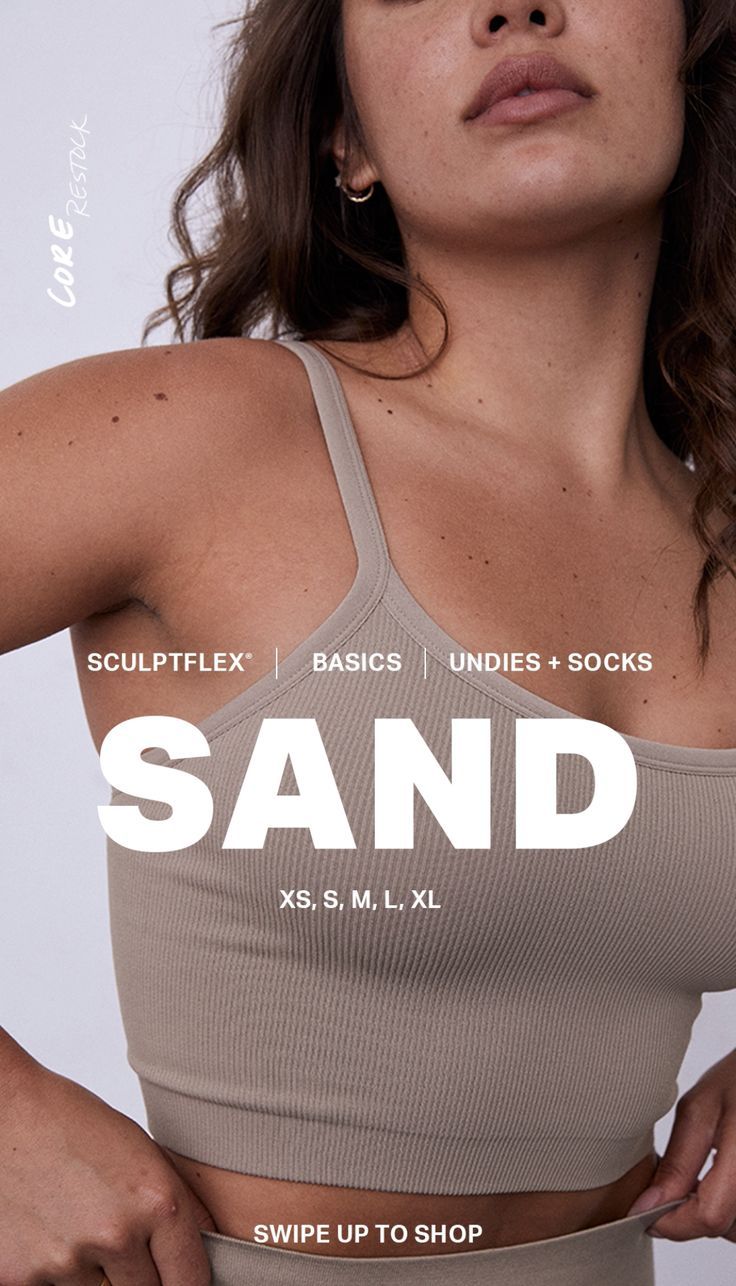 CORE
RESTOCK
SCULPTFLEX® | BASICS | UNDIES + SOCKS
SAND
XS, S, M, L, XL
SWIPE UP TO SHOP